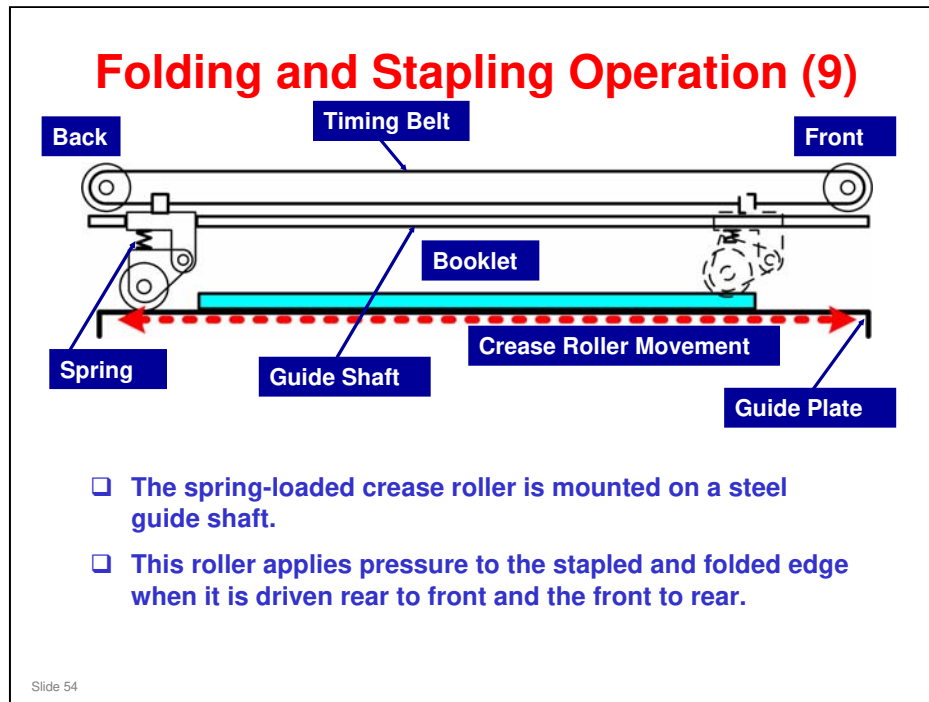 Folding and Stapling Operation (9)
Timing Belt
Back
Front
Booklet
Crease Roller Movement
Spring
Guide Shaft
Guide Plate
❑ The spring-loaded crease roller is mounted on a steel
guide shaft.
❑ This roller applies pressure to the stapled and folded edge
when it is driven rear to front and the front to rear.
Slide 54